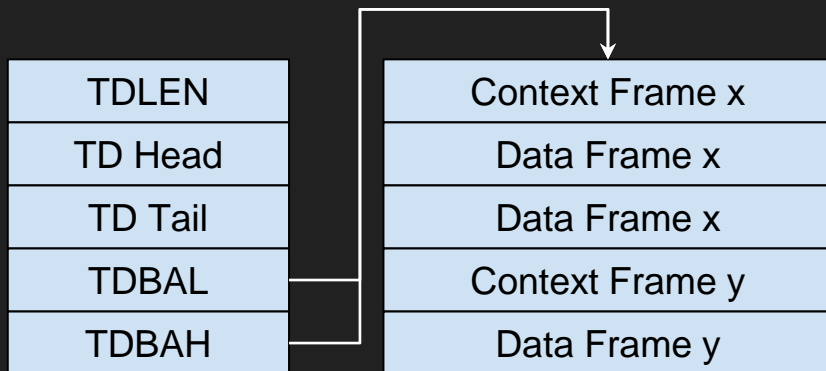 TDLEN
TD Head
TD Tail
TDBAL
TDBAH
Context Frame x
Data Frame x
Data Frame x
Context Frame y
Data Frame y